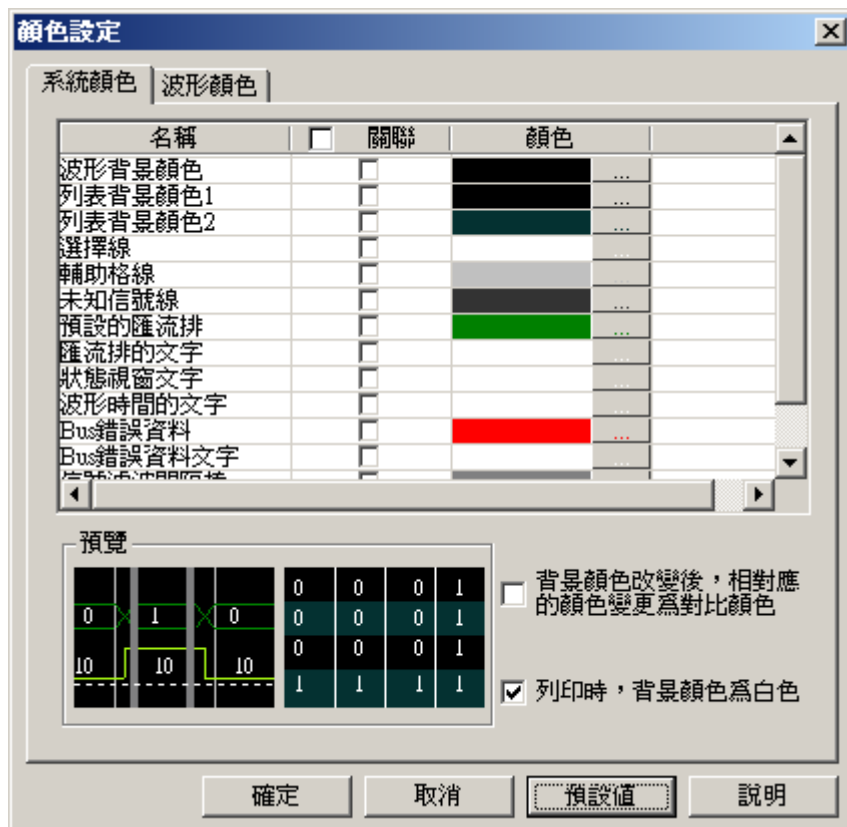 顏色設定
系統顏色 波形顏色
名稱 關聯 顏色
波形背景顏色 ...
列表背景顏色1 ...
列表背景顏色2 ...
選擇線 ...
輔助格線 ...
未知信號線 ...
預設的匯流排 ...
匯流排的文字 ...
狀態視窗文字 ...
波形時間的文字 ...
Bus錯誤資料 ...
Bus錯誤資料文字 ...
預覽
0 1 0
10 10 10
0 0 0 1
0 0 0 1
0 0 0 1
1 1 1 1
背景顏色改變後，相對應
的顏色變更為對比顏色
列印時，背景顏色為白色
確定 取消 預設值 說明